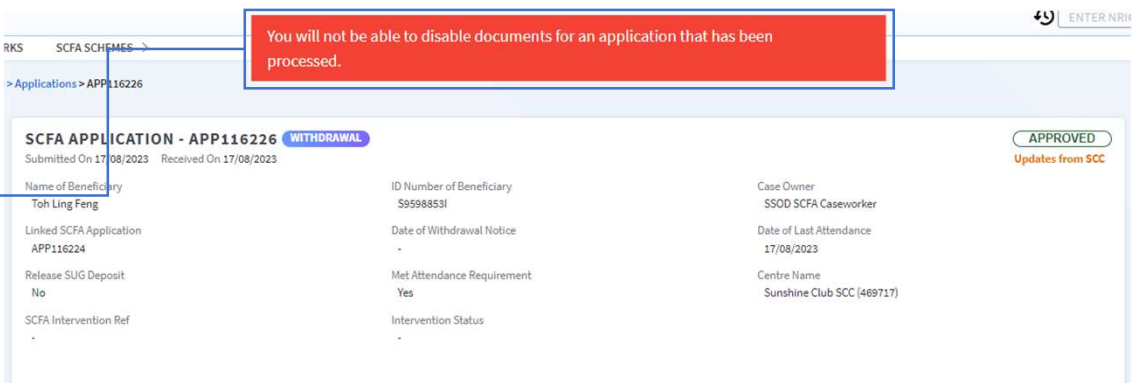 ENTER NRI
RKS SCFA SCHEMES >
You will not be able to disable documents for an application that has been
processed.
> Applications > APP116226
SCFA APPLICATION - APP116226 WITHDRAWAL
APPROVED
Submitted On 17/08/2023 Received On 17/08/2023
Updates from SCC
Name of Beneficiary ID Number of Beneficiary Case Owner
Toh Ling Feng S9598853I SSOD SCFA Caseworker
Linked SCFA Application Date of Withdrawal Notice Date of Last Attendance
APP116224 - 17/08/2023
Release SUG Deposit Met Attendance Requirement Centre Name
No Yes Sunshine Club SCC (469717)
SCFA Intervention Ref Intervention Status
- -